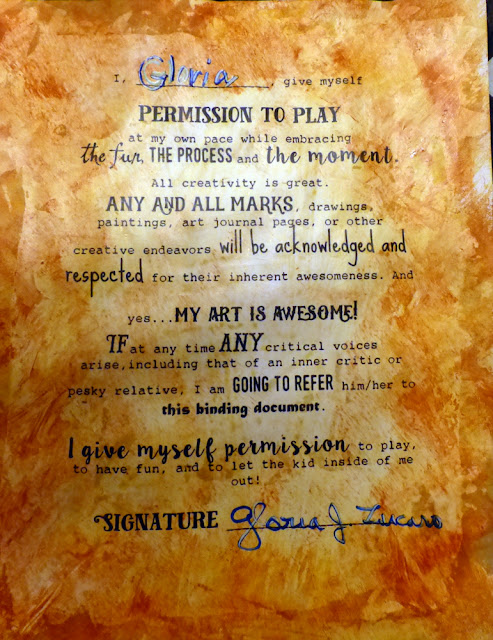 I, Gloria, give myself
PERMISSION TO PLAY
at my own pace while embracing
the fun, THE PROCESS and the moment.
All creativity is great.
ANY AND ALL MARKS, drawings,
paintings, art journal pages, or other
creative endeavors will be acknowledged and
respected for their inherent awesomeness. And
yes...MY ART IS AWESOME!
IF at any time ANY critical voices
arise, including that of an inner critic or
pesky relative, I am GOING TO REFER him/her to
this binding document.
I give myself permission to play,
to have fun, and to let the kid inside of me
out!
SIGNATURE Gloria J. Zucaro